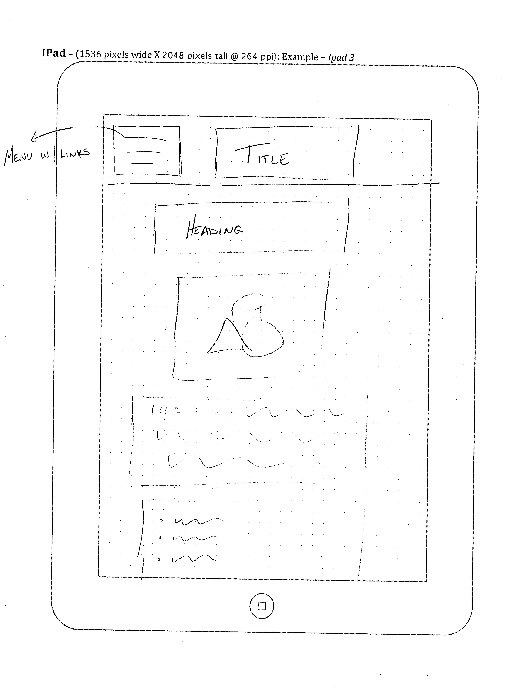 IPad – (1536 pixels wide X 2048 pixels tall @ 264 ppi): Example – Ipad 3
MENU W/ LINKS
TITLE
HEADING